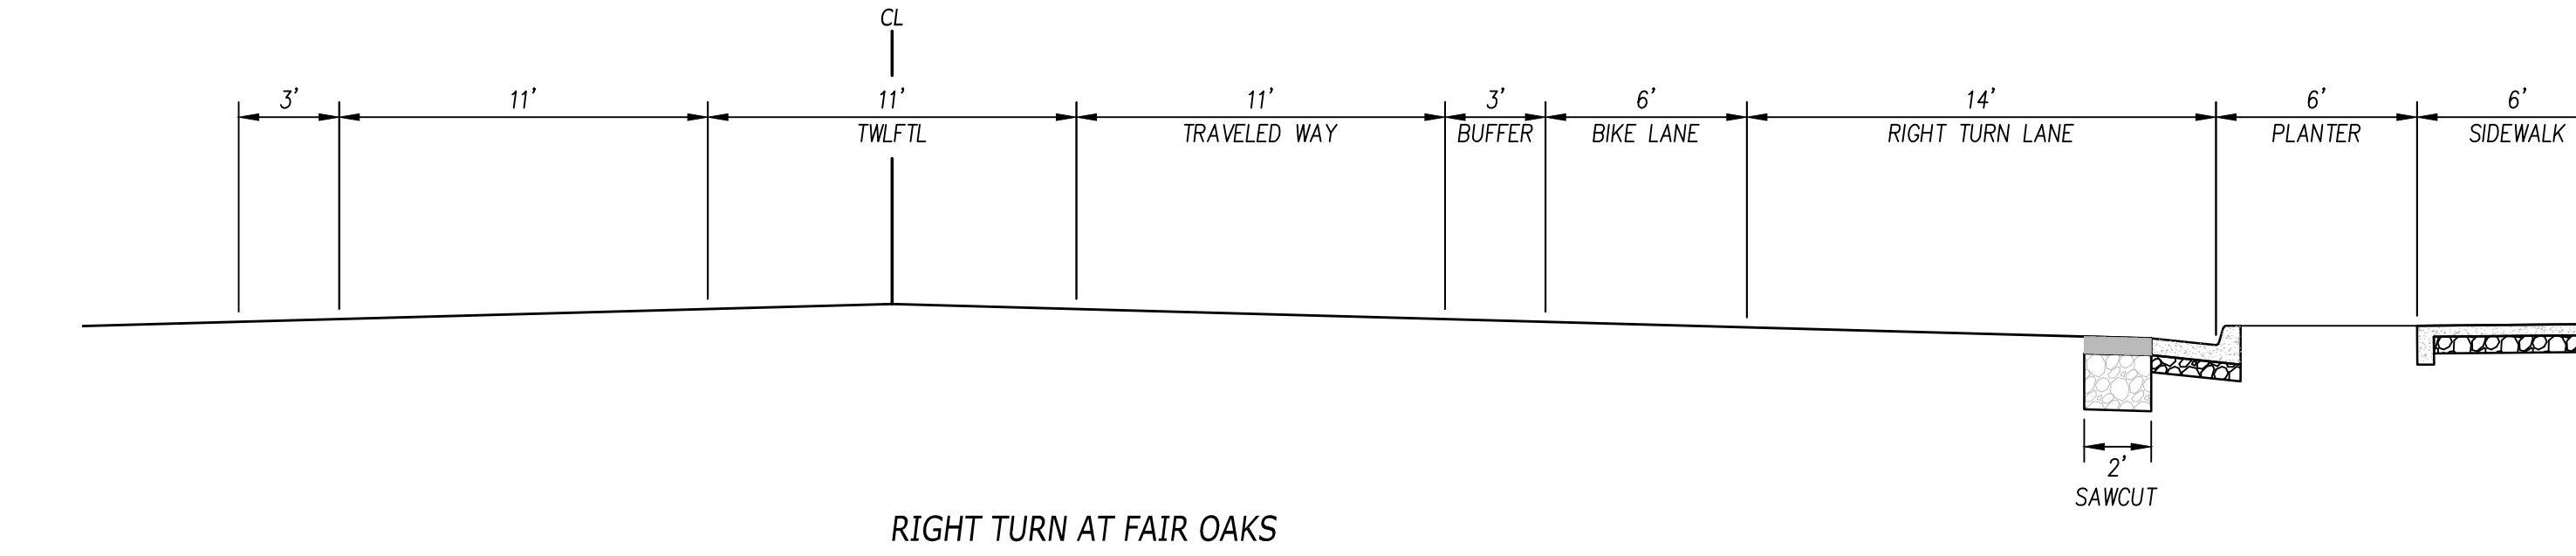 CL
3' 11' 11' 11' 3' 6' 14' 6' 6'
TWLFTL TRAVELED WAY BUFFER BIKE LANE RIGHT TURN LANE PLANTER SIDEWALK
2'
SAWCUT
RIGHT TURN AT FAIR OAKS